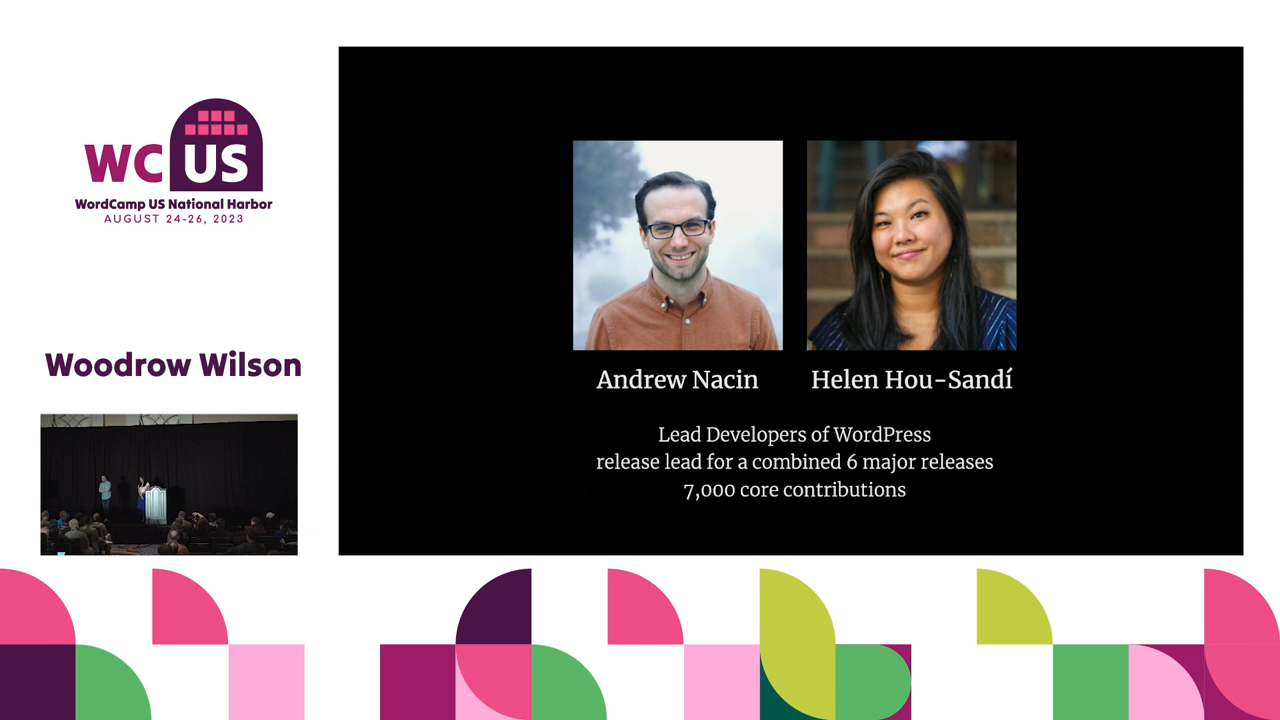 WC US
WordCamp US National Harbor
AUGUST 24-26, 2023
Woodrow Wilson
Andrew Nacin
Helen Hou-Sandí
Lead Developers of WordPress
release lead for a combined 6 major releases
7,000 core contributions